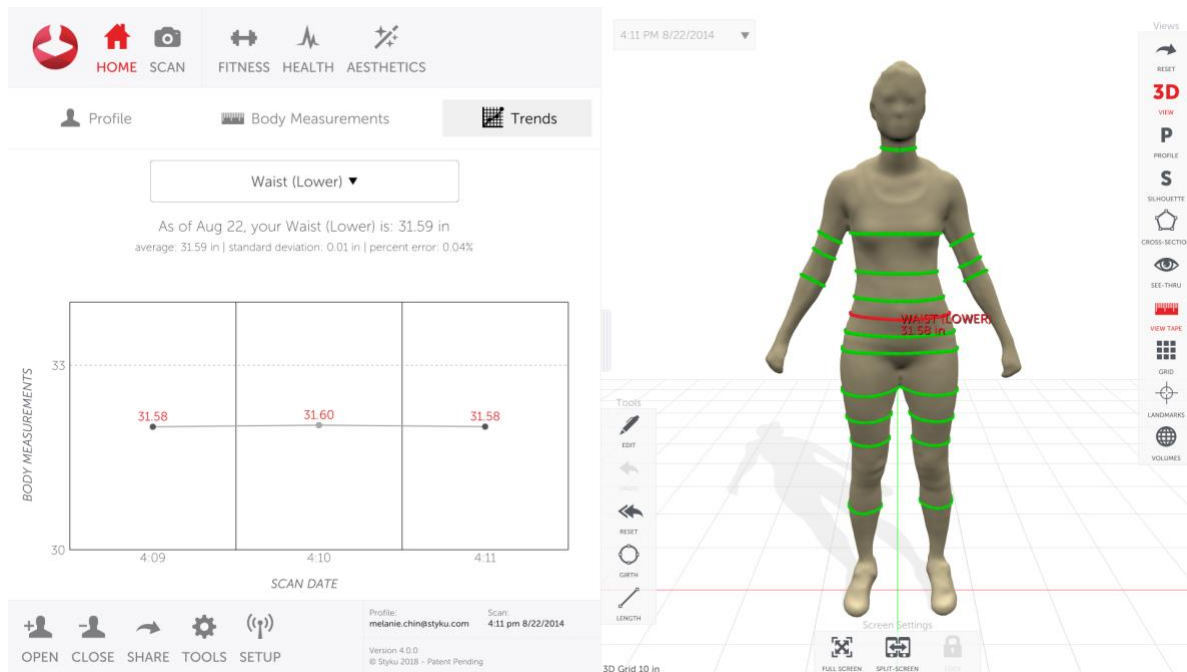 HOME SCAN FITNESS HEALTH AESTHETICS
Profile Body Measurements Trends
Waist (Lower) ▼
As of Aug 22, your Waist (Lower) is: 31.59 in
average: 31.59 in | standard deviation: 0.01 in | percent error: 0.04%
BODY MEASUREMENTS
33
31.58 31.60 31.58
30
4:09 4:10 4:11
SCAN DATE
OPEN CLOSE SHARE TOOLS SETUP
Profile: Scan:
melanie.chin@styku.com 4:11 pm 8/22/2014
Version 4.0.0
© Styku 2018 - Patent Pending
4:11 PM 8/22/2014 ▼
WAIST (LOWER)
31.58 in
Views
RESET
3D
VIEW
P
PROFILE
S
SILHOUETTE
CROSS-SECTIO
SEE-THRU
VIEW TAPE
GRID
LANDMARKS
VOLUMES
Tools
EDIT
RESET
GIRTH
LENGTH
Screen Settings
FULL SCREEN SPLIT-SCREEN
3D Grid 10 in